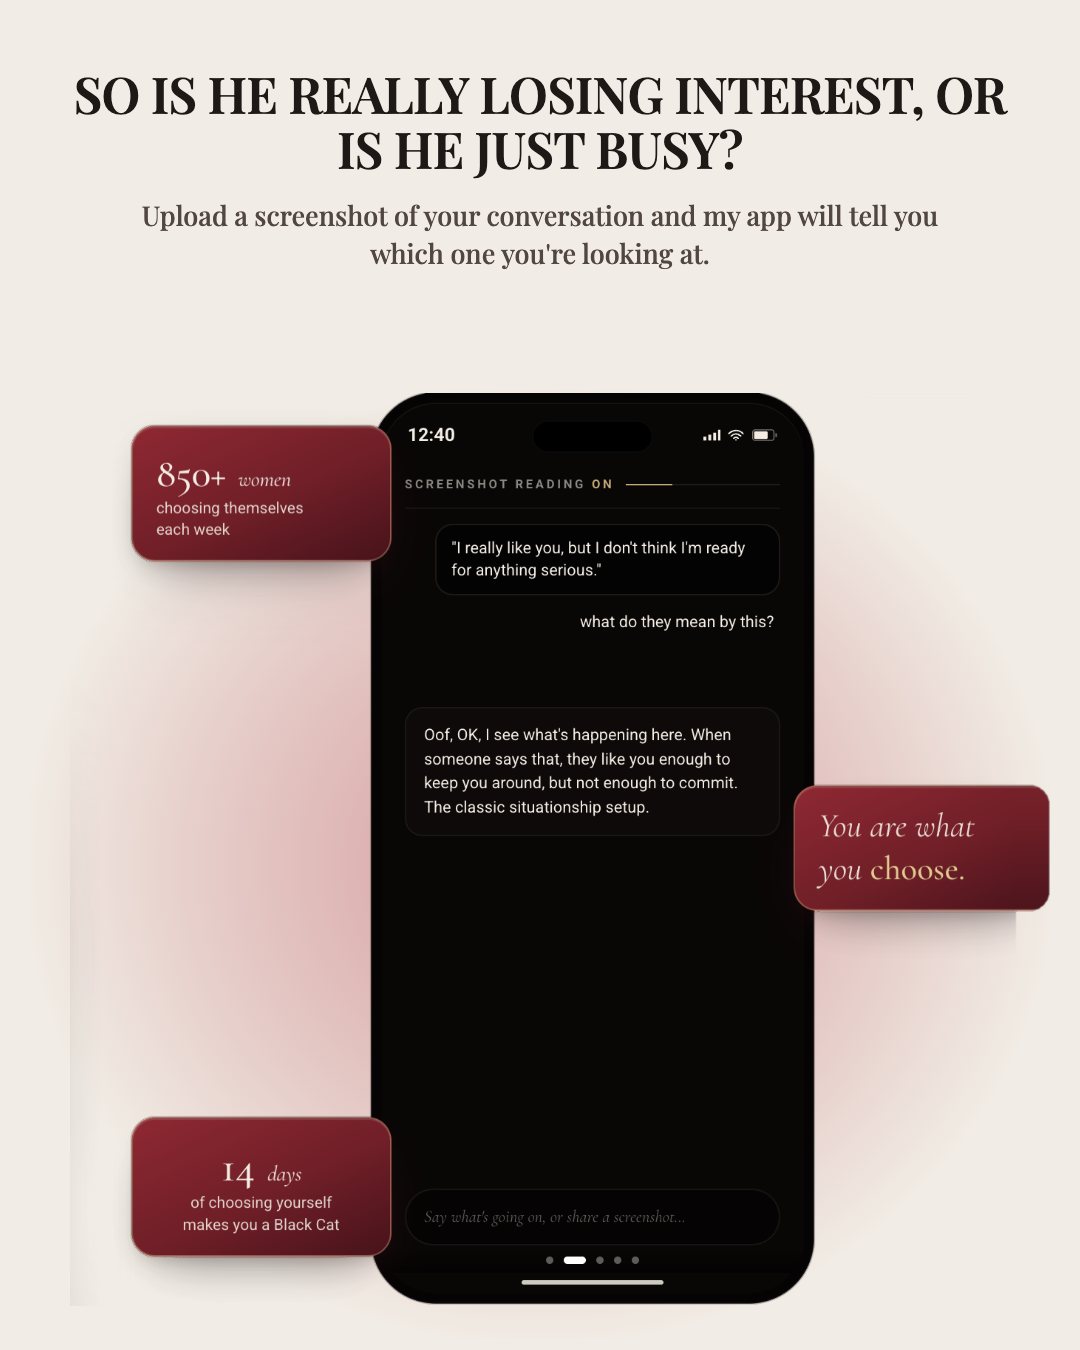 SO IS HE REALLY LOSING INTEREST, OR
IS HE JUST BUSY?
Upload a screenshot of your conversation and my app will tell you
which one you're looking at.
12:40
850+ women
choosing themselves
each week
SCREENSHOT READING ON
"I really like you, but I don't think I'm ready
for anything serious."
what do they mean by this?
Oof, OK, I see what's happening here. When
someone says that, they like you enough to
keep you around, but not enough to commit.
The classic situationship setup.
You are what
you choose.
14 days
of choosing yourself
makes you a Black Cat
Say what's going on, or share a screenshot...